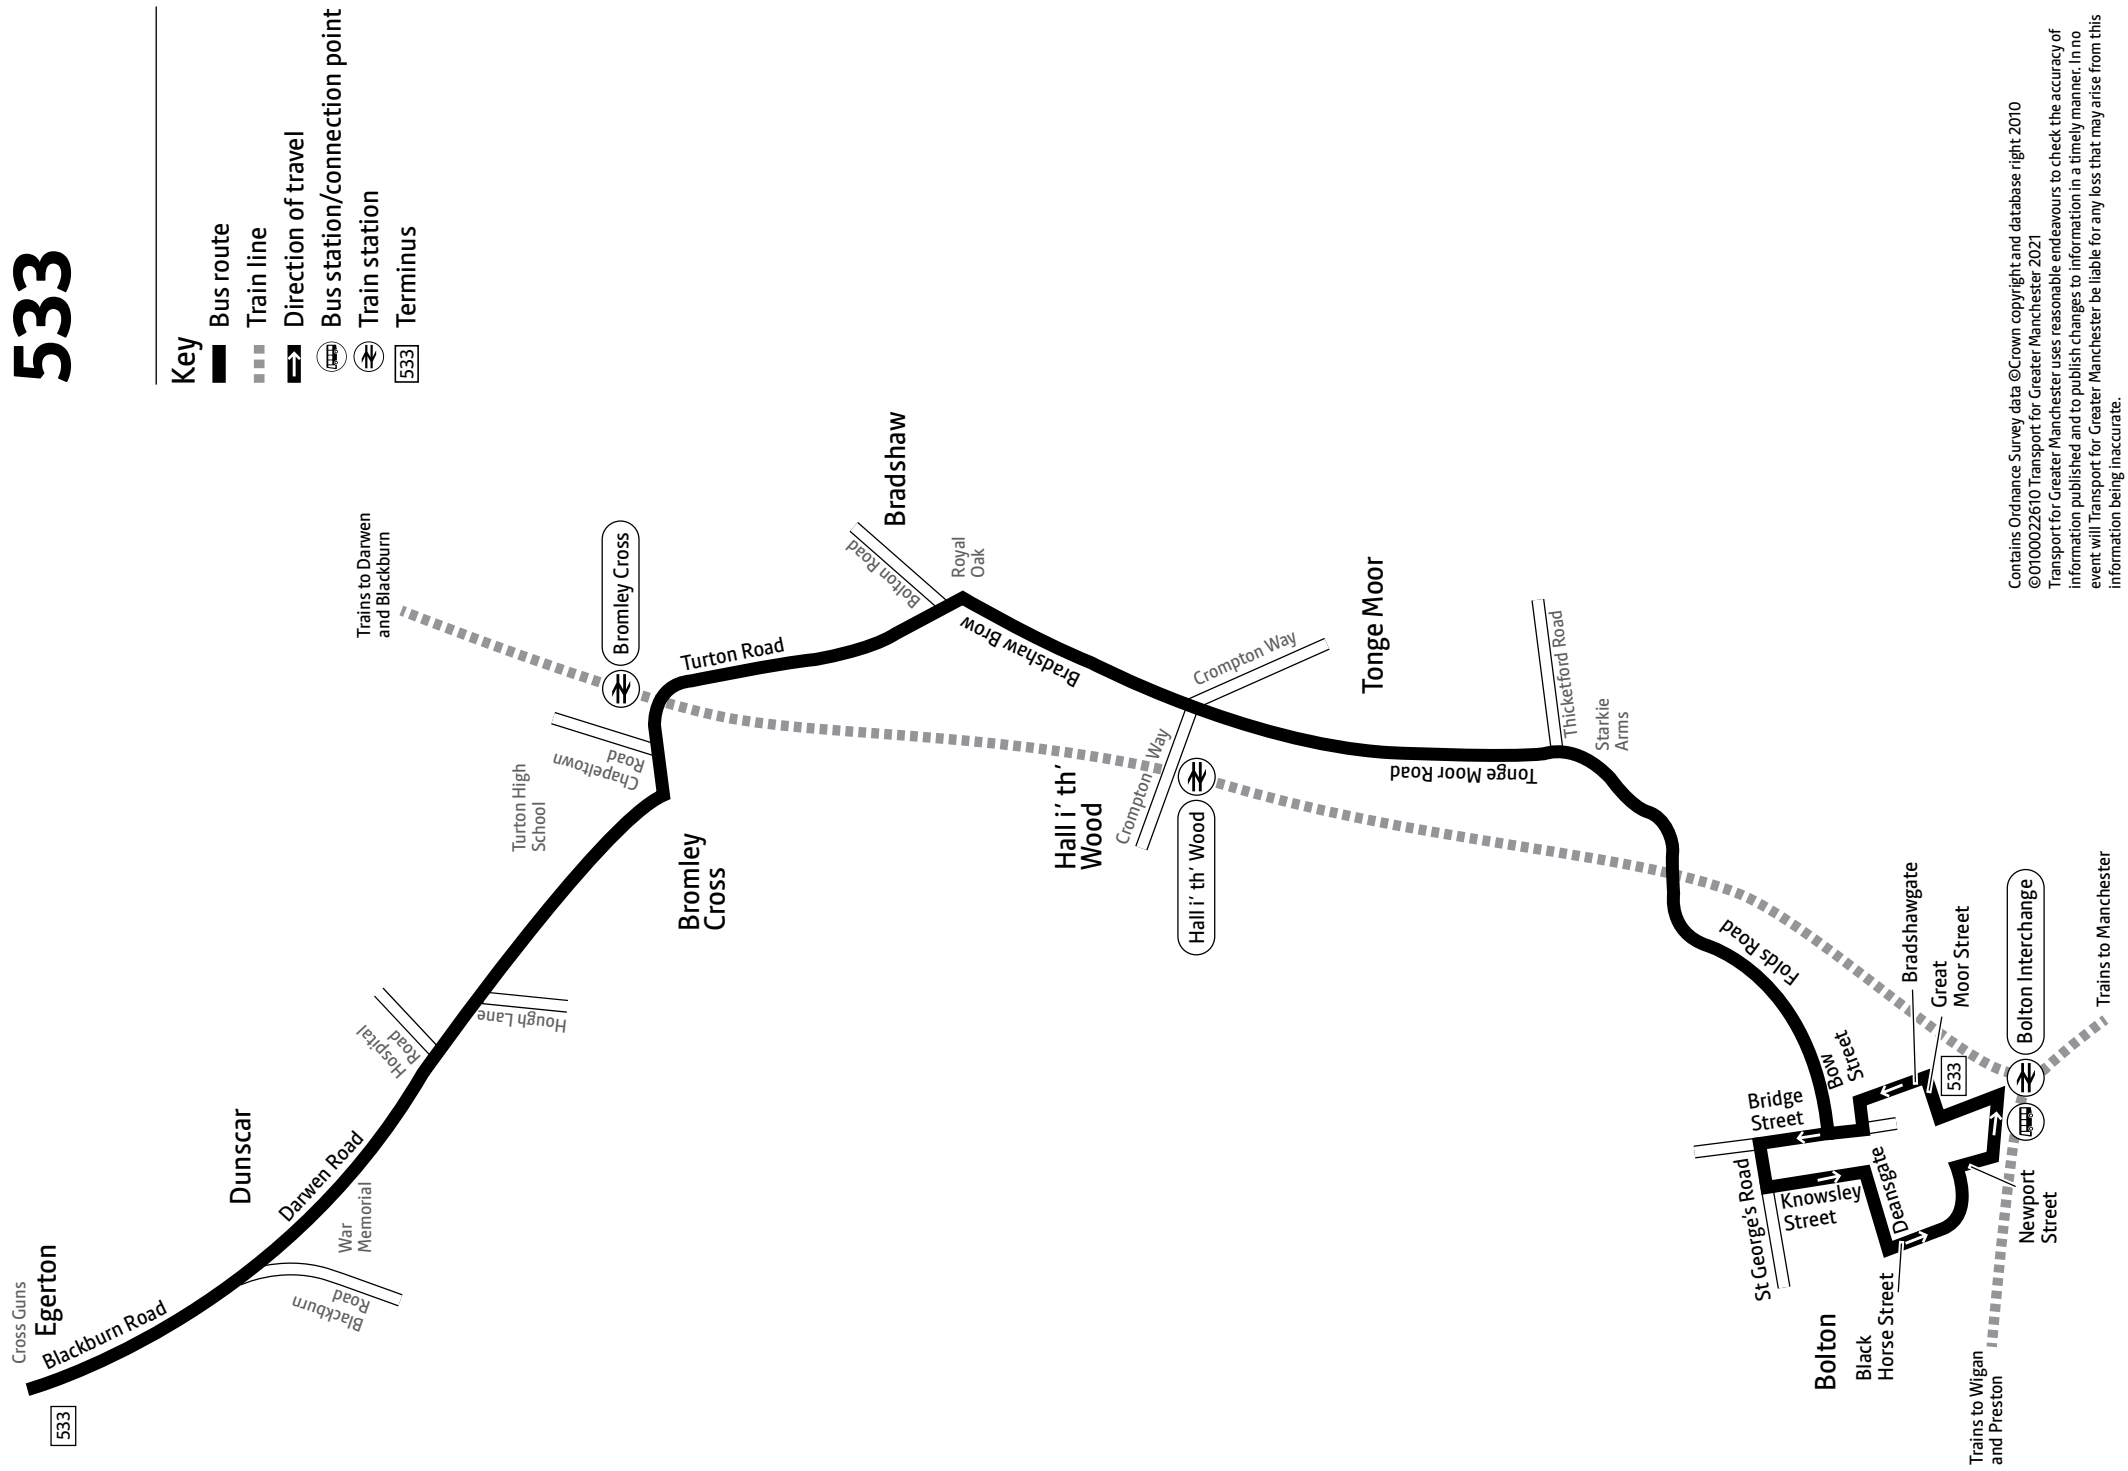 533
Key
Bus route
Train line
Direction of travel
Bus station/connection point
Train station
533
Terminus
Cross Guns
Egerton
533
Blackburn Road
Blackburn
Road
War
Memorial
Dunscar
Darwen Road
Hospital
Road
Hough Lane
Turton High
School
Chapeltown
Road
Bromley
Cross
Trains to Darwen
and Blackburn
Bromley Cross
Turton Road
Bolton Road
Bradshaw
Royal
Oak
Bradshaw Brow
Crompton Way
Crompton Way
Hall i’ th’
Wood
Hall i’ th’ Wood
Tonge Moor
Tonge Moor Road
Thicketford Road
Starkie
Arms
Folds Road
Bow
Street
Bridge
Street
St George’s Road
Knowsley
Street
Deansgate
Bolton
Black
Horse Street
Newport
Street
Bradshawgate
Great
Moor Street
533
Bolton Interchange
Trains to Manchester
Trains to Wigan
and Preston
Contains Ordnance Survey data ©Crown copyright and database right 2010
©0100022610 Transport for Greater Manchester 2021
Transport for Greater Manchester uses reasonable endeavours to check the accuracy of
information published and to publish changes to information in a timely manner. In no
event will Transport for Greater Manchester be liable for any loss that may arise from this
information being inaccurate.